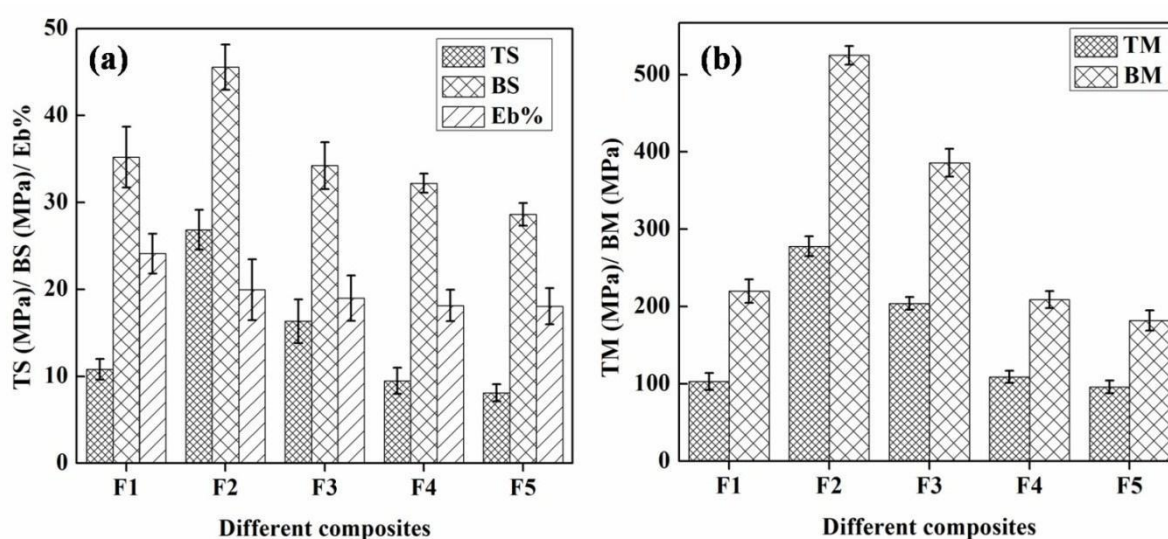 (a)
TS
BS
Eb%
TS (MPa)/ BS (MPa)/ Eb%
50
40
30
20
10
0
F1 F2 F3 F4 F5
Different composites
(b)
TM
BM
TM (MPa)/ BM (MPa)
500
400
300
200
100
0
F1 F2 F3 F4 F5
Different composites